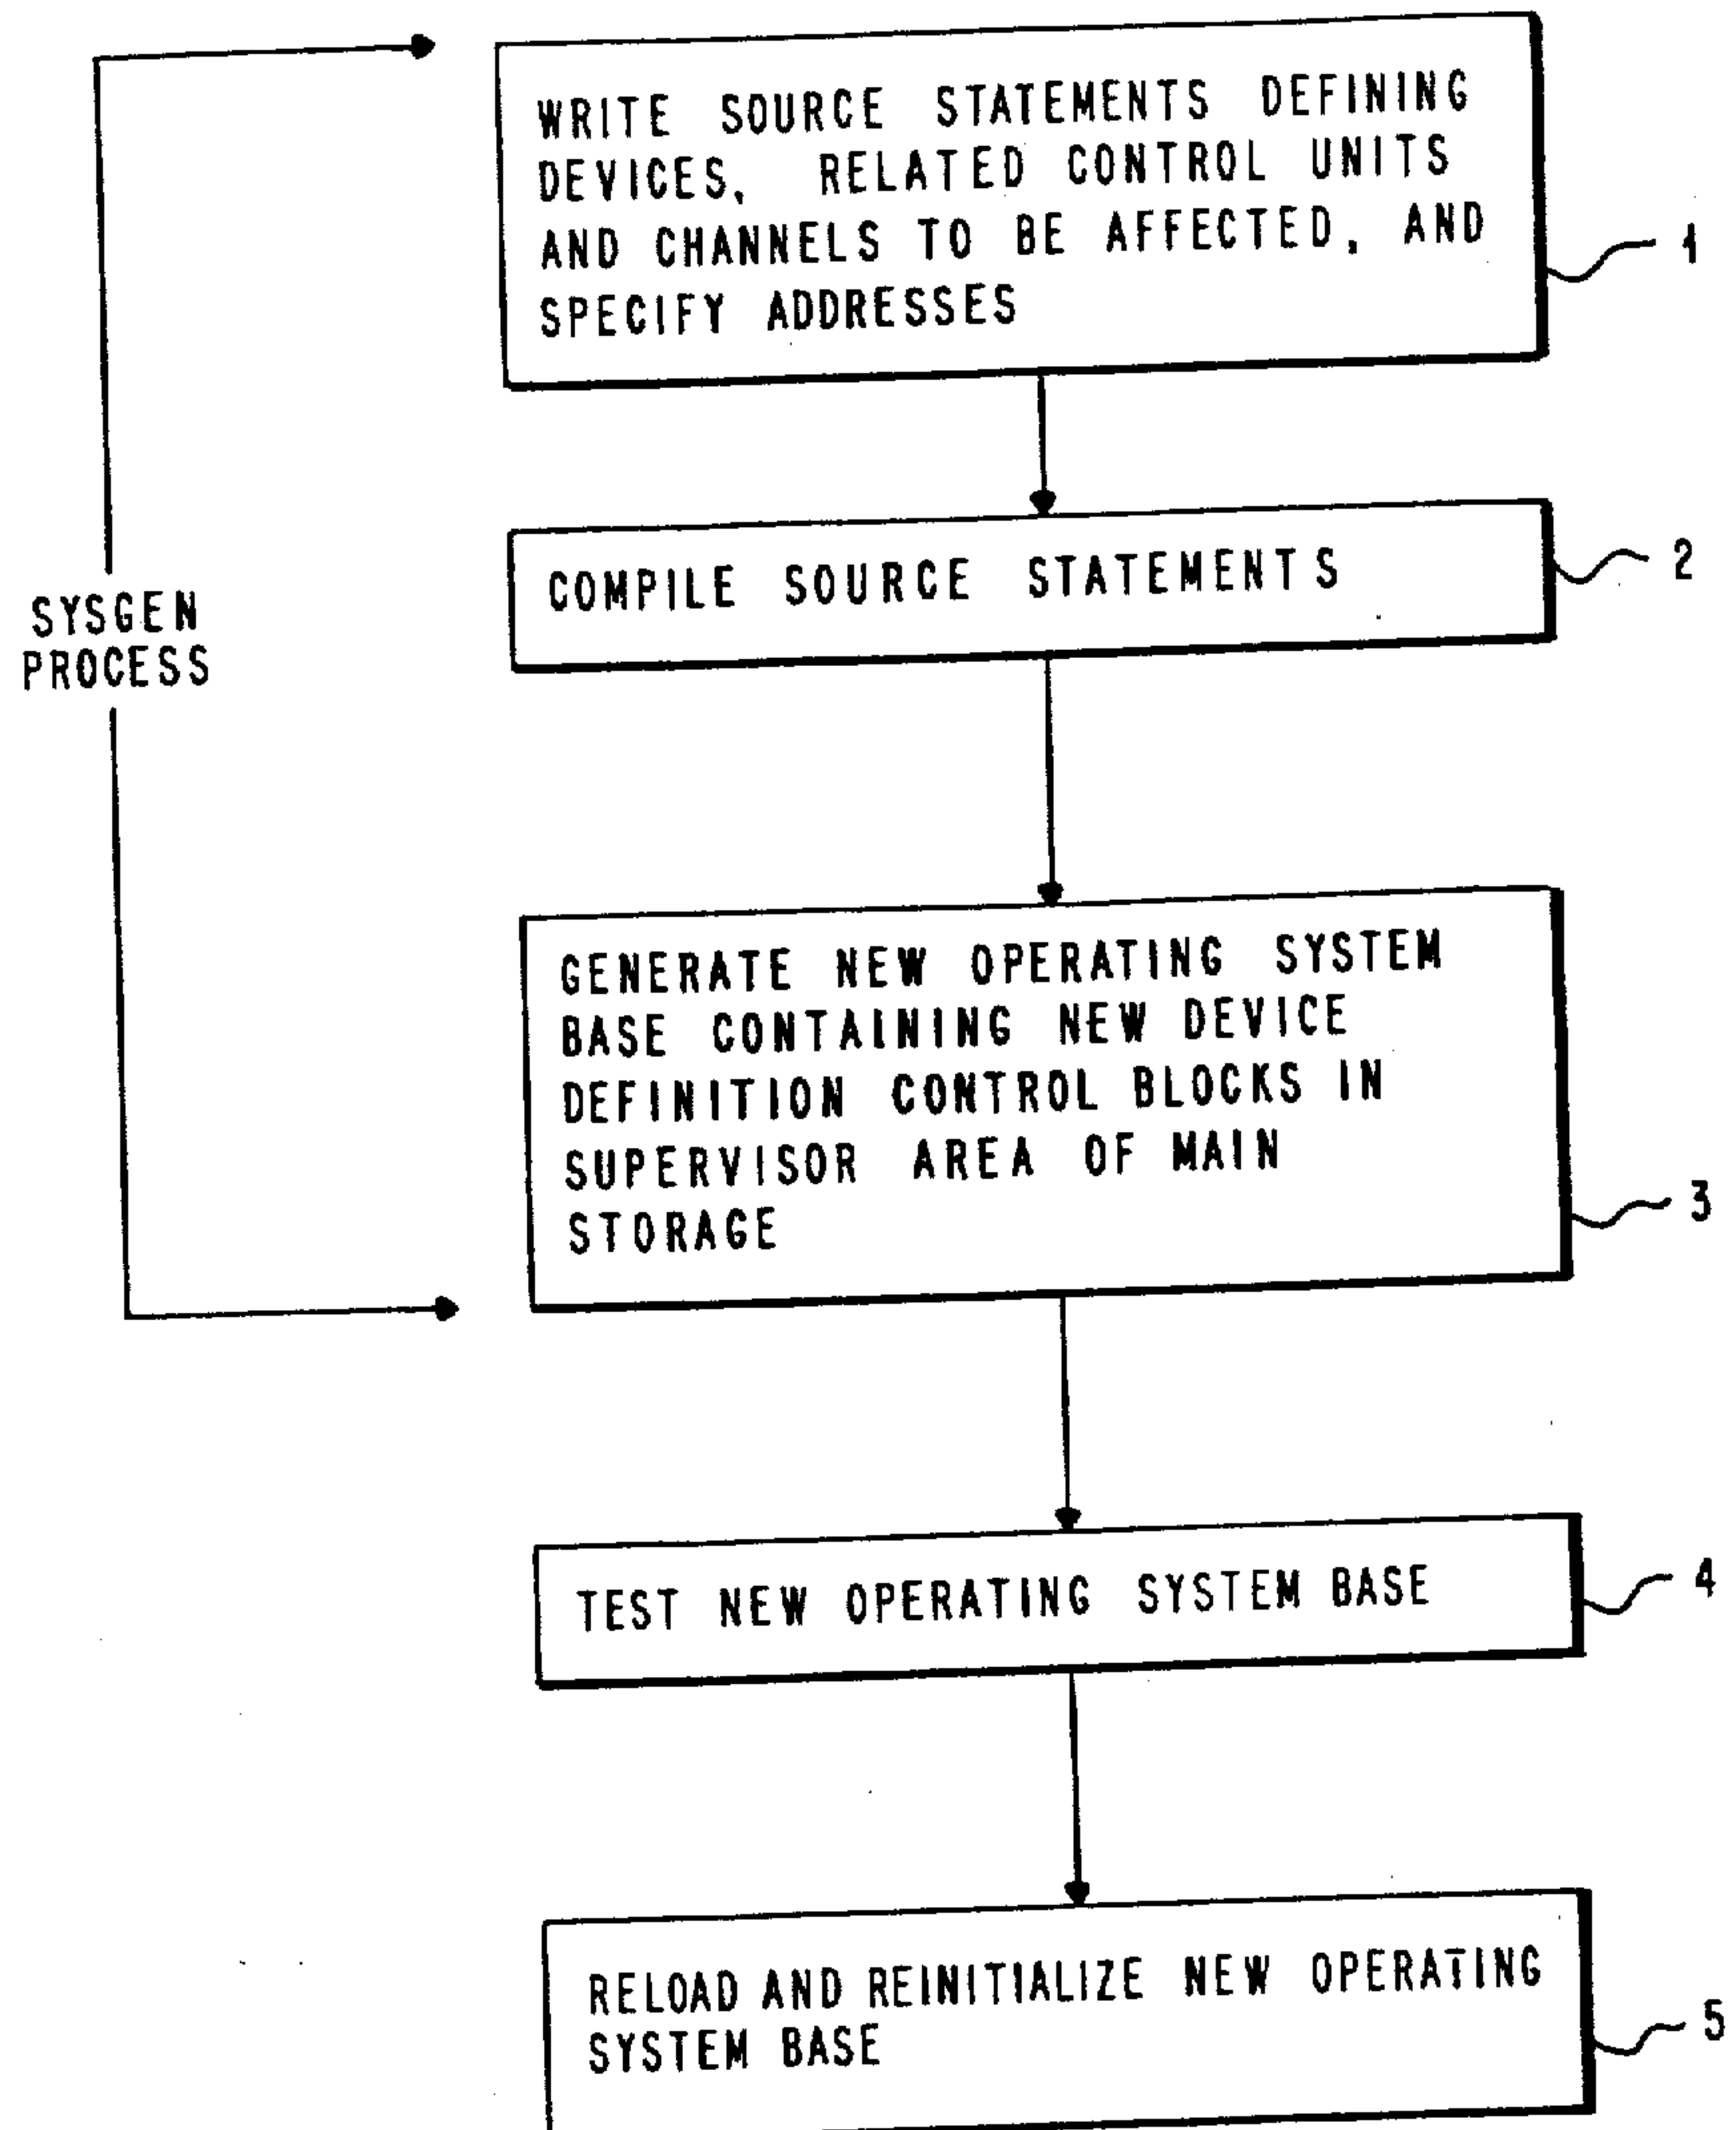 WRITE SOURCE STATEMENTS DEFINING
DEVICES, RELATED CONTROL UNITS
AND CHANNELS TO BE AFFECTED, AND
SPECIFY ADDRESSES
1
COMPILE SOURCE STATEMENTS
2
SYSGEN
PROCESS
GENERATE NEW OPERATING SYSTEM
BASE CONTAINING NEW DEVICE
DEFINITION CONTROL BLOCKS IN
SUPERVISOR AREA OF MAIN
STORAGE
3
TEST NEW OPERATING SYSTEM BASE
4
RELOAD AND REINITIALIZE NEW OPERATING
SYSTEM BASE
5